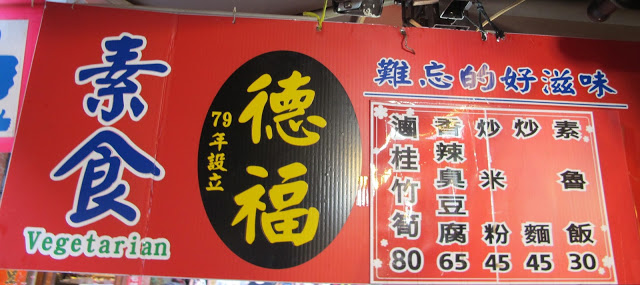 素食
Vegetarian
德福
79年設立
難忘的好滋味
滷桂竹筍 80
香辣臭豆腐 65
炒米粉 45
炒麵 45
素魯飯 30